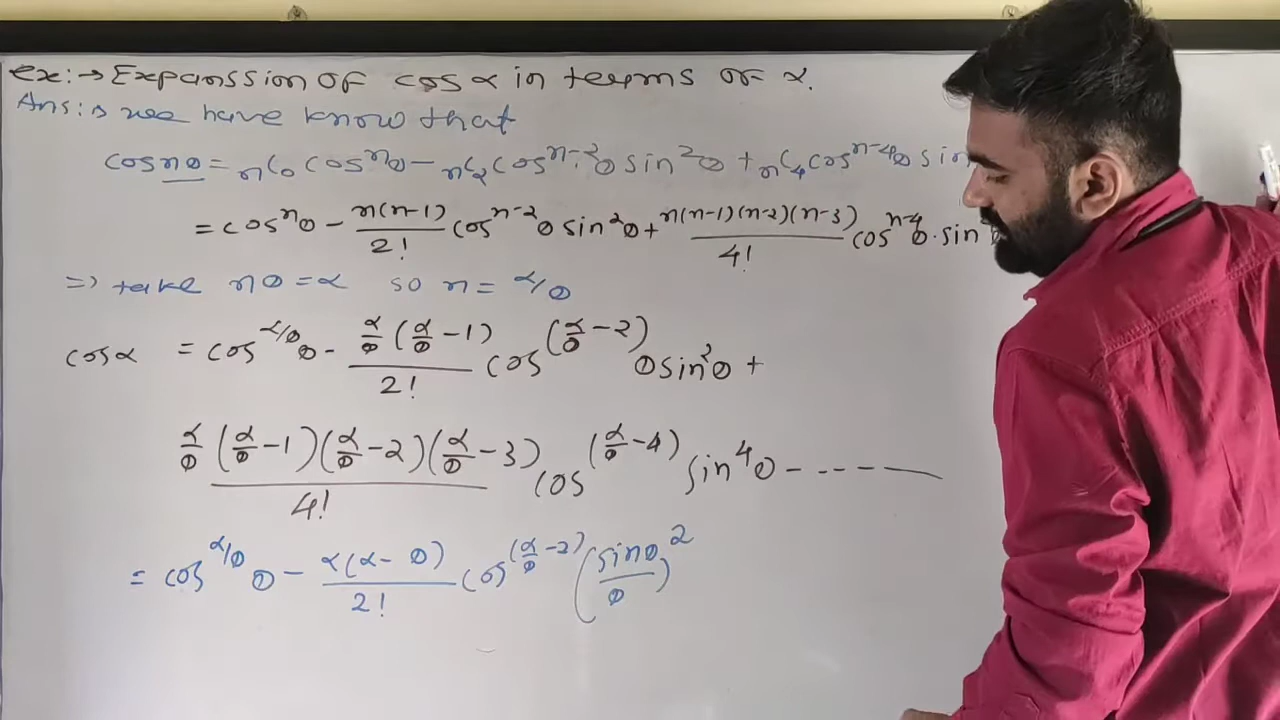 Ex:→ Expanssion of cos α in terms of α.
Ans:→ we have know that
cos nθ = nC₀ cosⁿθ − nC₂ cosⁿ⁻²θ sin²θ + nC₄ cosⁿ⁻⁴θ sin
= cosⁿθ − n(n-1)/2! cosⁿ⁻²θ sin²θ + n(n-1)(n-2)(n-3)/4! cosⁿ⁻⁴θ · sin
=> take nθ = α so n = α/θ
cosα = cos^(α/θ) θ − α/θ (α/θ − 1)/2! cos^(α/θ − 2) θ sin²θ +
α/θ (α/θ − 1)(α/θ − 2)(α/θ − 3)/4! cos^(α/θ − 4) sin⁴θ - - - - -
= cos^(α/θ) θ − α(α − θ)/2! cos^(α/θ − 2) (sinθ/θ)²